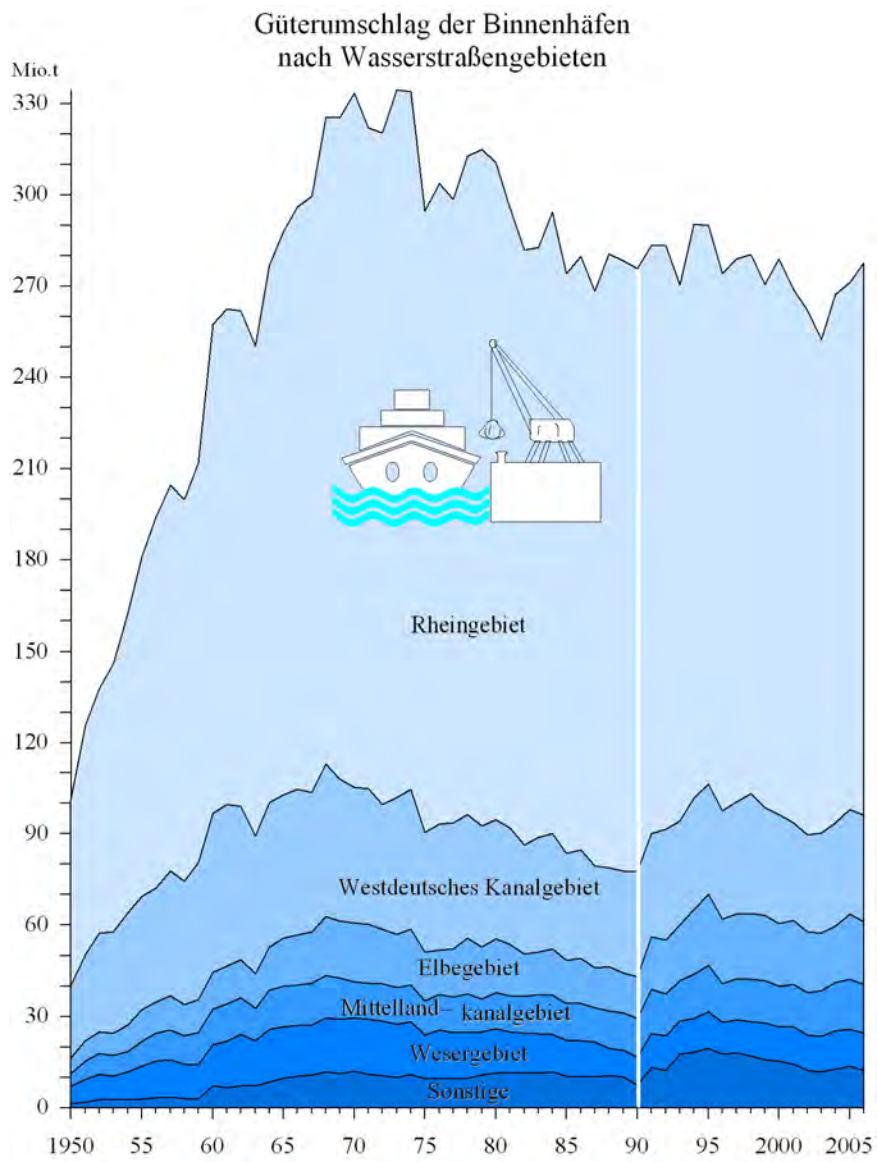 Güterumschlag der Binnenhäfen
nach Wasserstraßengebieten
Mio.t
330
300
270
240
210
180
150
120
90
60
30
0
Rheingebiet
Westdeutsches Kanalgebiet
Elbegebiet
Mittelland– kanalgebiet
Wesergebiet
Sonstige
1950 55 60 65 70 75 80 85 90 95 2000 2005